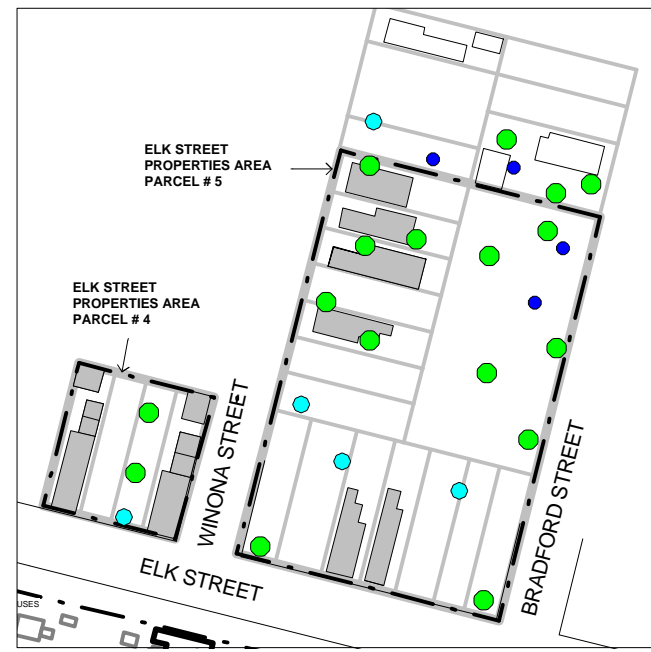 ELK STREET
PROPERTIES AREA
PARCEL # 5
ELK STREET
PROPERTIES AREA
PARCEL # 4
WINONA STREET
BRADFORD STREET
ELK STREET
USES